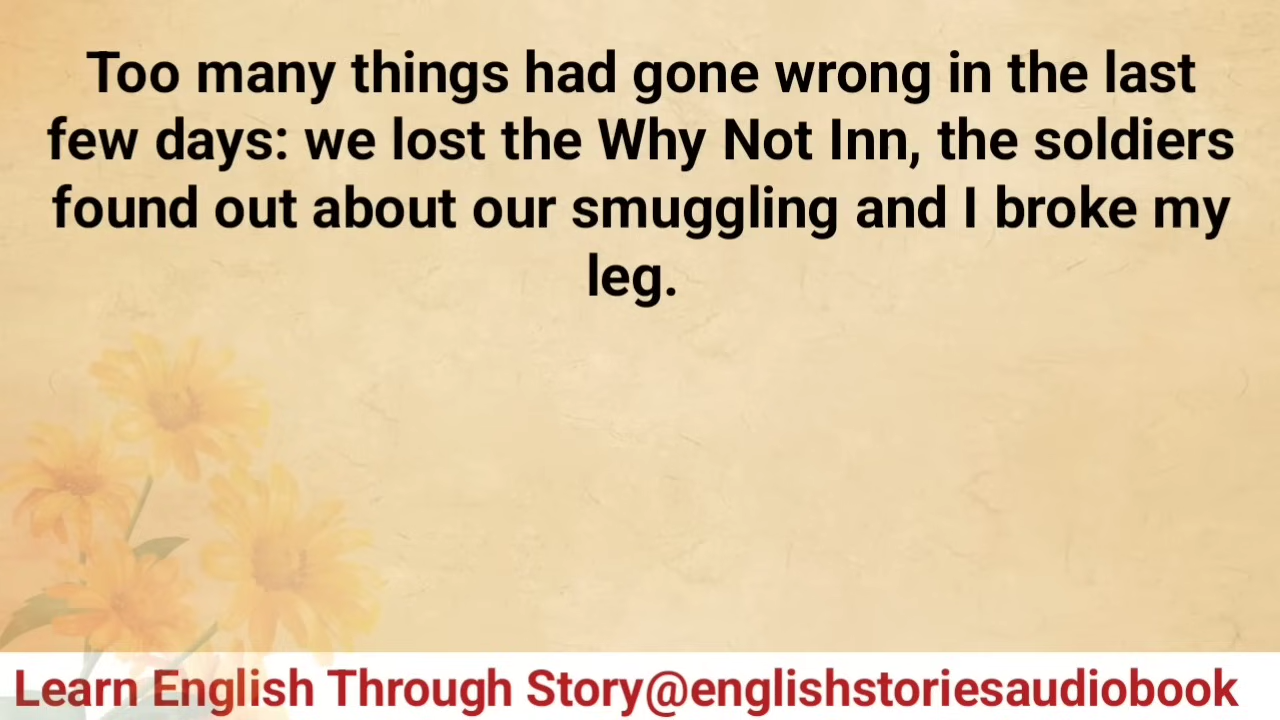 Too many things had gone wrong in the last
few days: we lost the Why Not Inn, the soldiers
found out about our smuggling and I broke my
leg.
Learn English Through Story@englishstoriesaudiobook